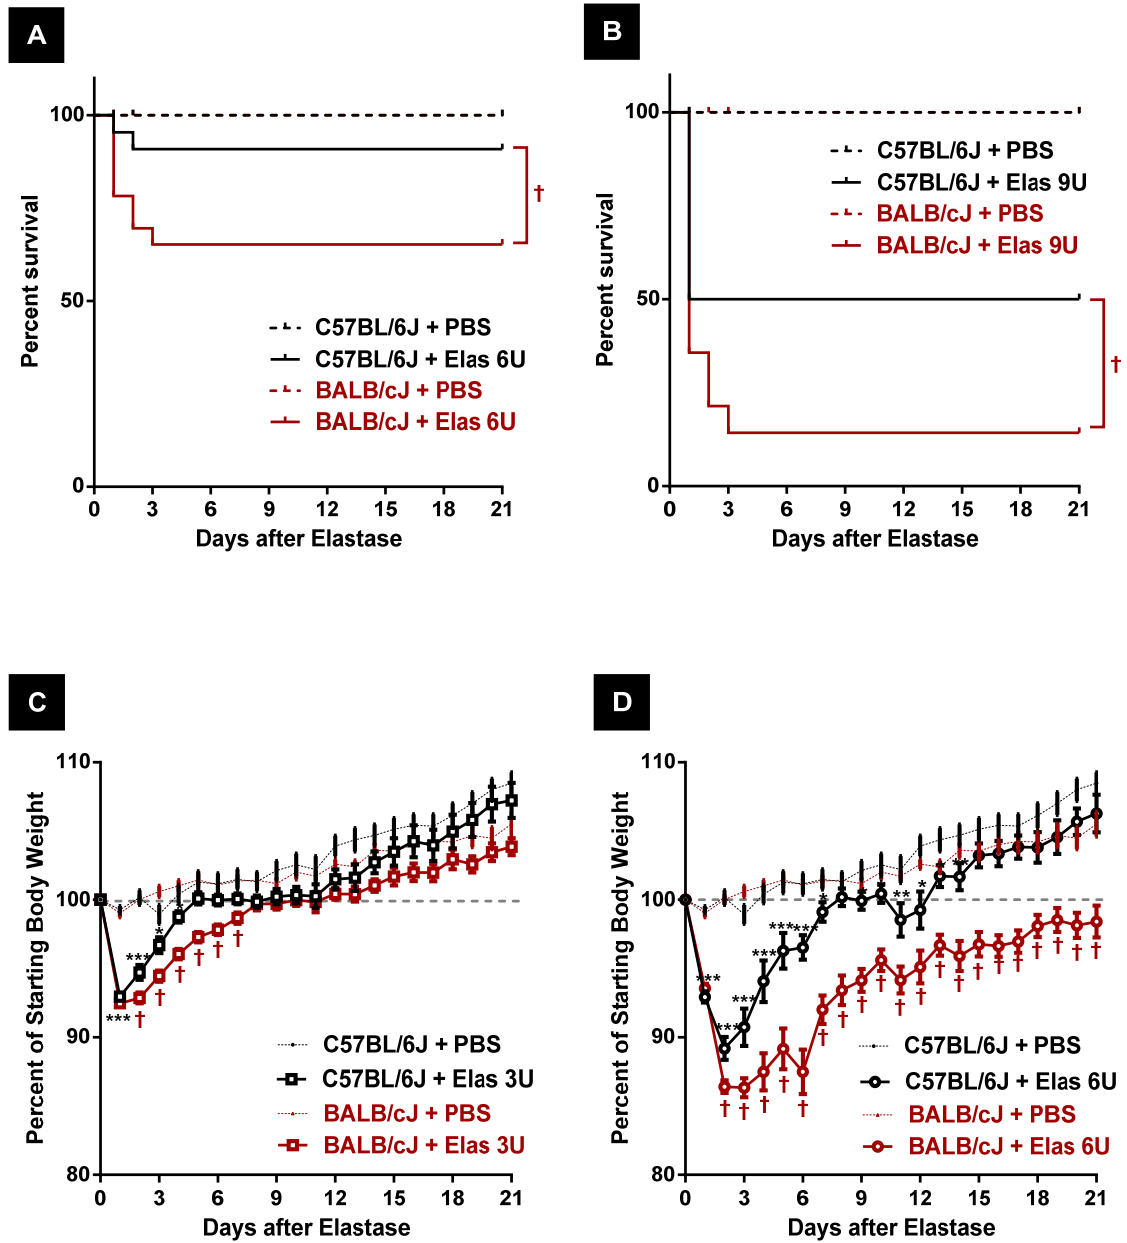 A
100
50
0
Percent survival
†
C57BL/6J + PBS
C57BL/6J + Elas 6U
BALB/cJ + PBS
BALB/cJ + Elas 6U
0 3 6 9 12 15 18 21
Days after Elastase
B
100
50
0
Percent survival
C57BL/6J + PBS
C57BL/6J + Elas 9U
BALB/cJ + PBS
BALB/cJ + Elas 9U
†
0 3 6 9 12 15 18 21
Days after Elastase
C
110
100
90
80
Percent of Starting Body Weight
***
*
***
† † † † † †
C57BL/6J + PBS
C57BL/6J + Elas 3U
BALB/cJ + PBS
BALB/cJ + Elas 3U
0 3 6 9 12 15 18 21
Days after Elastase
D
110
100
90
80
Percent of Starting Body Weight
** **
* ** *
*** ***
***
*** ***
***
† † † † † † † † † † † † † † † † † † † †
C57BL/6J + PBS
C57BL/6J + Elas 6U
BALB/cJ + PBS
BALB/cJ + Elas 6U
0 3 6 9 12 15 18 21
Days after Elastase